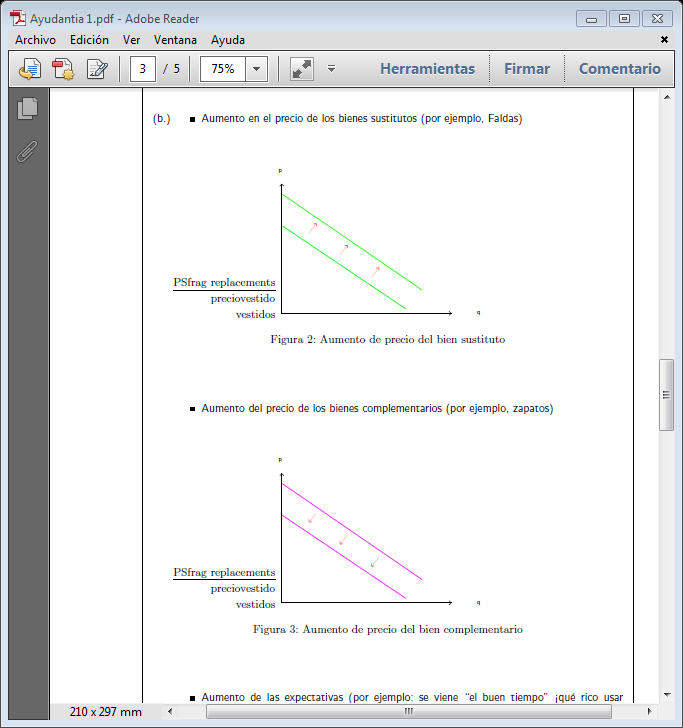 Ayudantia 1.pdf - Adobe Reader
Archivo Edición Ver Ventana Ayuda
3 / 5 75% Herramientas Firmar Comentario
(b.) Aumento en el precio de los bienes sustitutos (por ejemplo, Faldas)
P
PSfrag replacements
preciovestido
vestidos
q
Figura 2: Aumento de precio del bien sustituto
Aumento del precio de los bienes complementarios (por ejemplo, zapatos)
P
PSfrag replacements
preciovestido
vestidos
q
Figura 3: Aumento de precio del bien complementario
Aumento de las expectativas (por ejemplo: se viene “el buen tiempo” ¡qué rico usar
210 x 297 mm